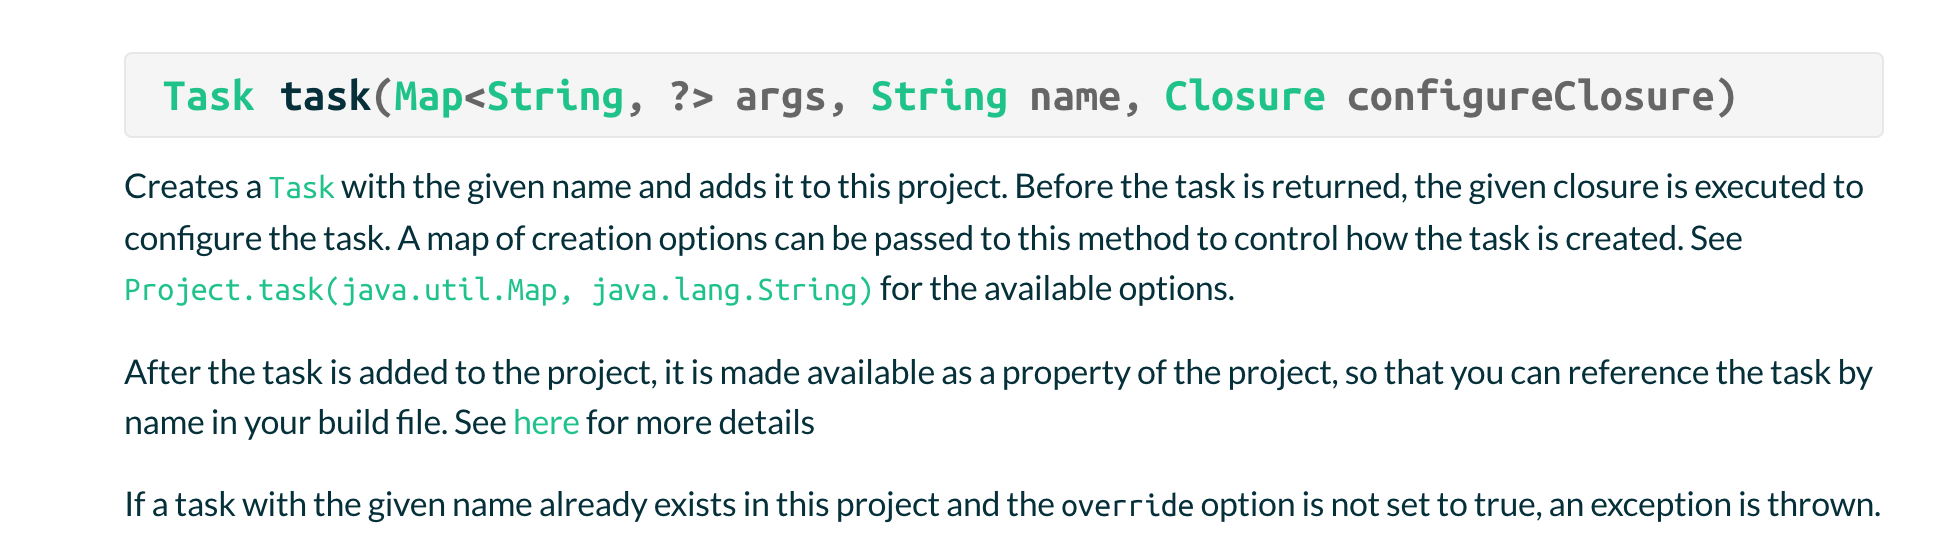 Task task(Map<String, ?> args, String name, Closure configureClosure)
Creates a Task with the given name and adds it to this project. Before the task is returned, the given closure is executed to
configure the task. A map of creation options can be passed to this method to control how the task is created. See
Project.task(java.util.Map, java.lang.String) for the available options.
After the task is added to the project, it is made available as a property of the project, so that you can reference the task by
name in your build file. See here for more details
If a task with the given name already exists in this project and the override option is not set to true, an exception is thrown.